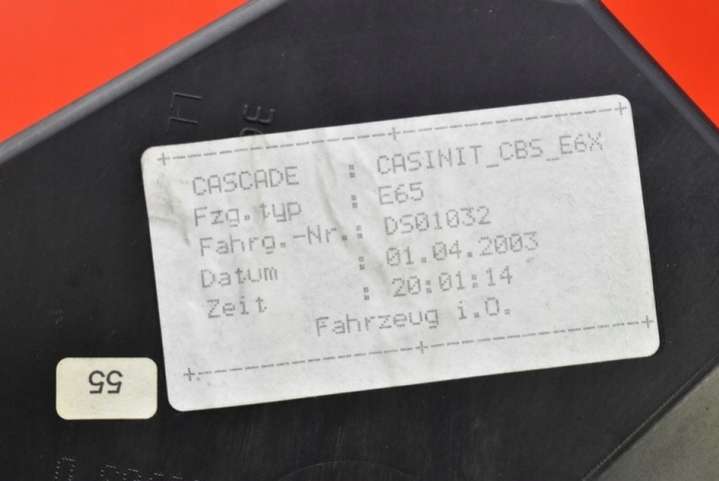 CASCADE : CASINIT_CBS_E6X
Fzg.typ : E65
Fahrg.-Nr.: DS01032
Datum : 01.04.2003
Zeit : 20:01:14
Fahrzeug i.O.
55